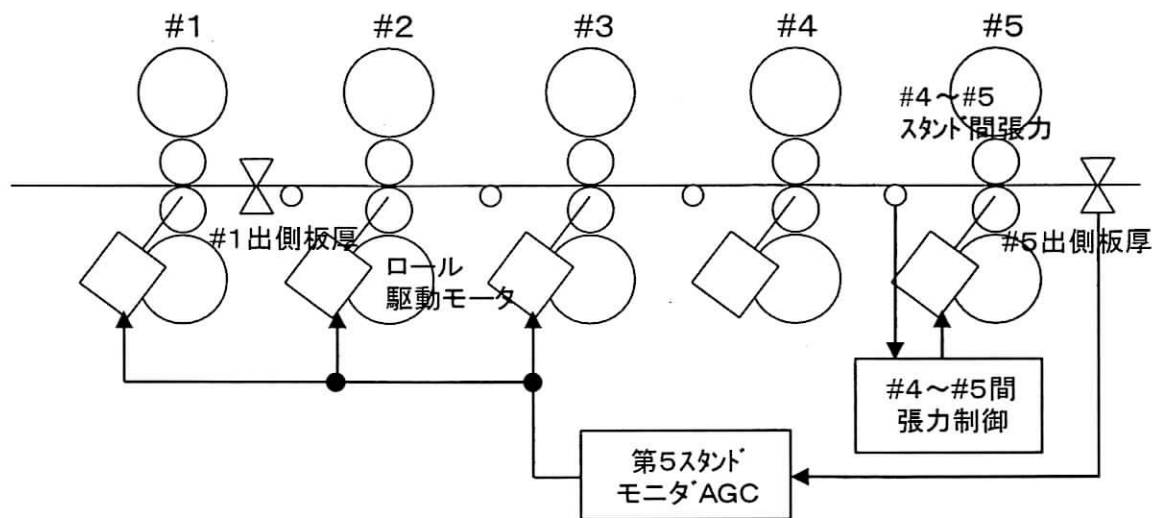 #1
#2
#3
#4
#5
#4～#5
スタンド間張力
#1出側板厚
ロール
駆動モータ
#5出側板厚
#4～#5間
張力制御
第5スタンド
モニタﾞAGC